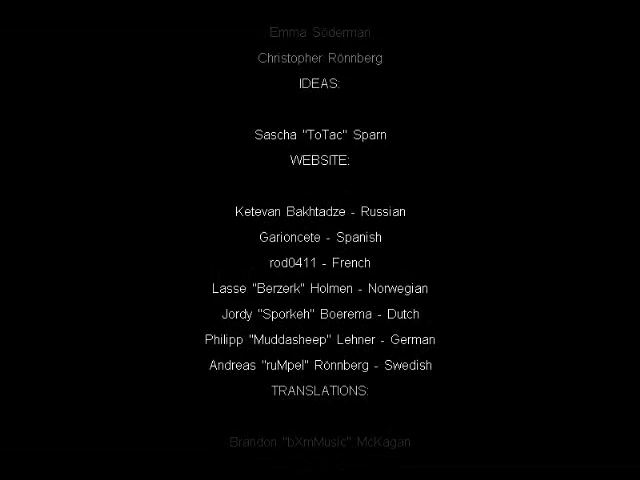 Emma Söderman
Christopher Rönnberg
IDEAS:
Sascha "ToTac" Sparn
WEBSITE:
Ketevan Bakhtadze - Russian
Garioncete - Spanish
rod0411 - French
Lasse "Berzerk" Holmen - Norwegian
Jordy "Sporkeh" Boerema - Dutch
Philipp "Muddasheep" Lehner - German
Andreas "ruMpel" Rönnberg - Swedish
TRANSLATIONS:
Brandon "bXmMusic" McKagan